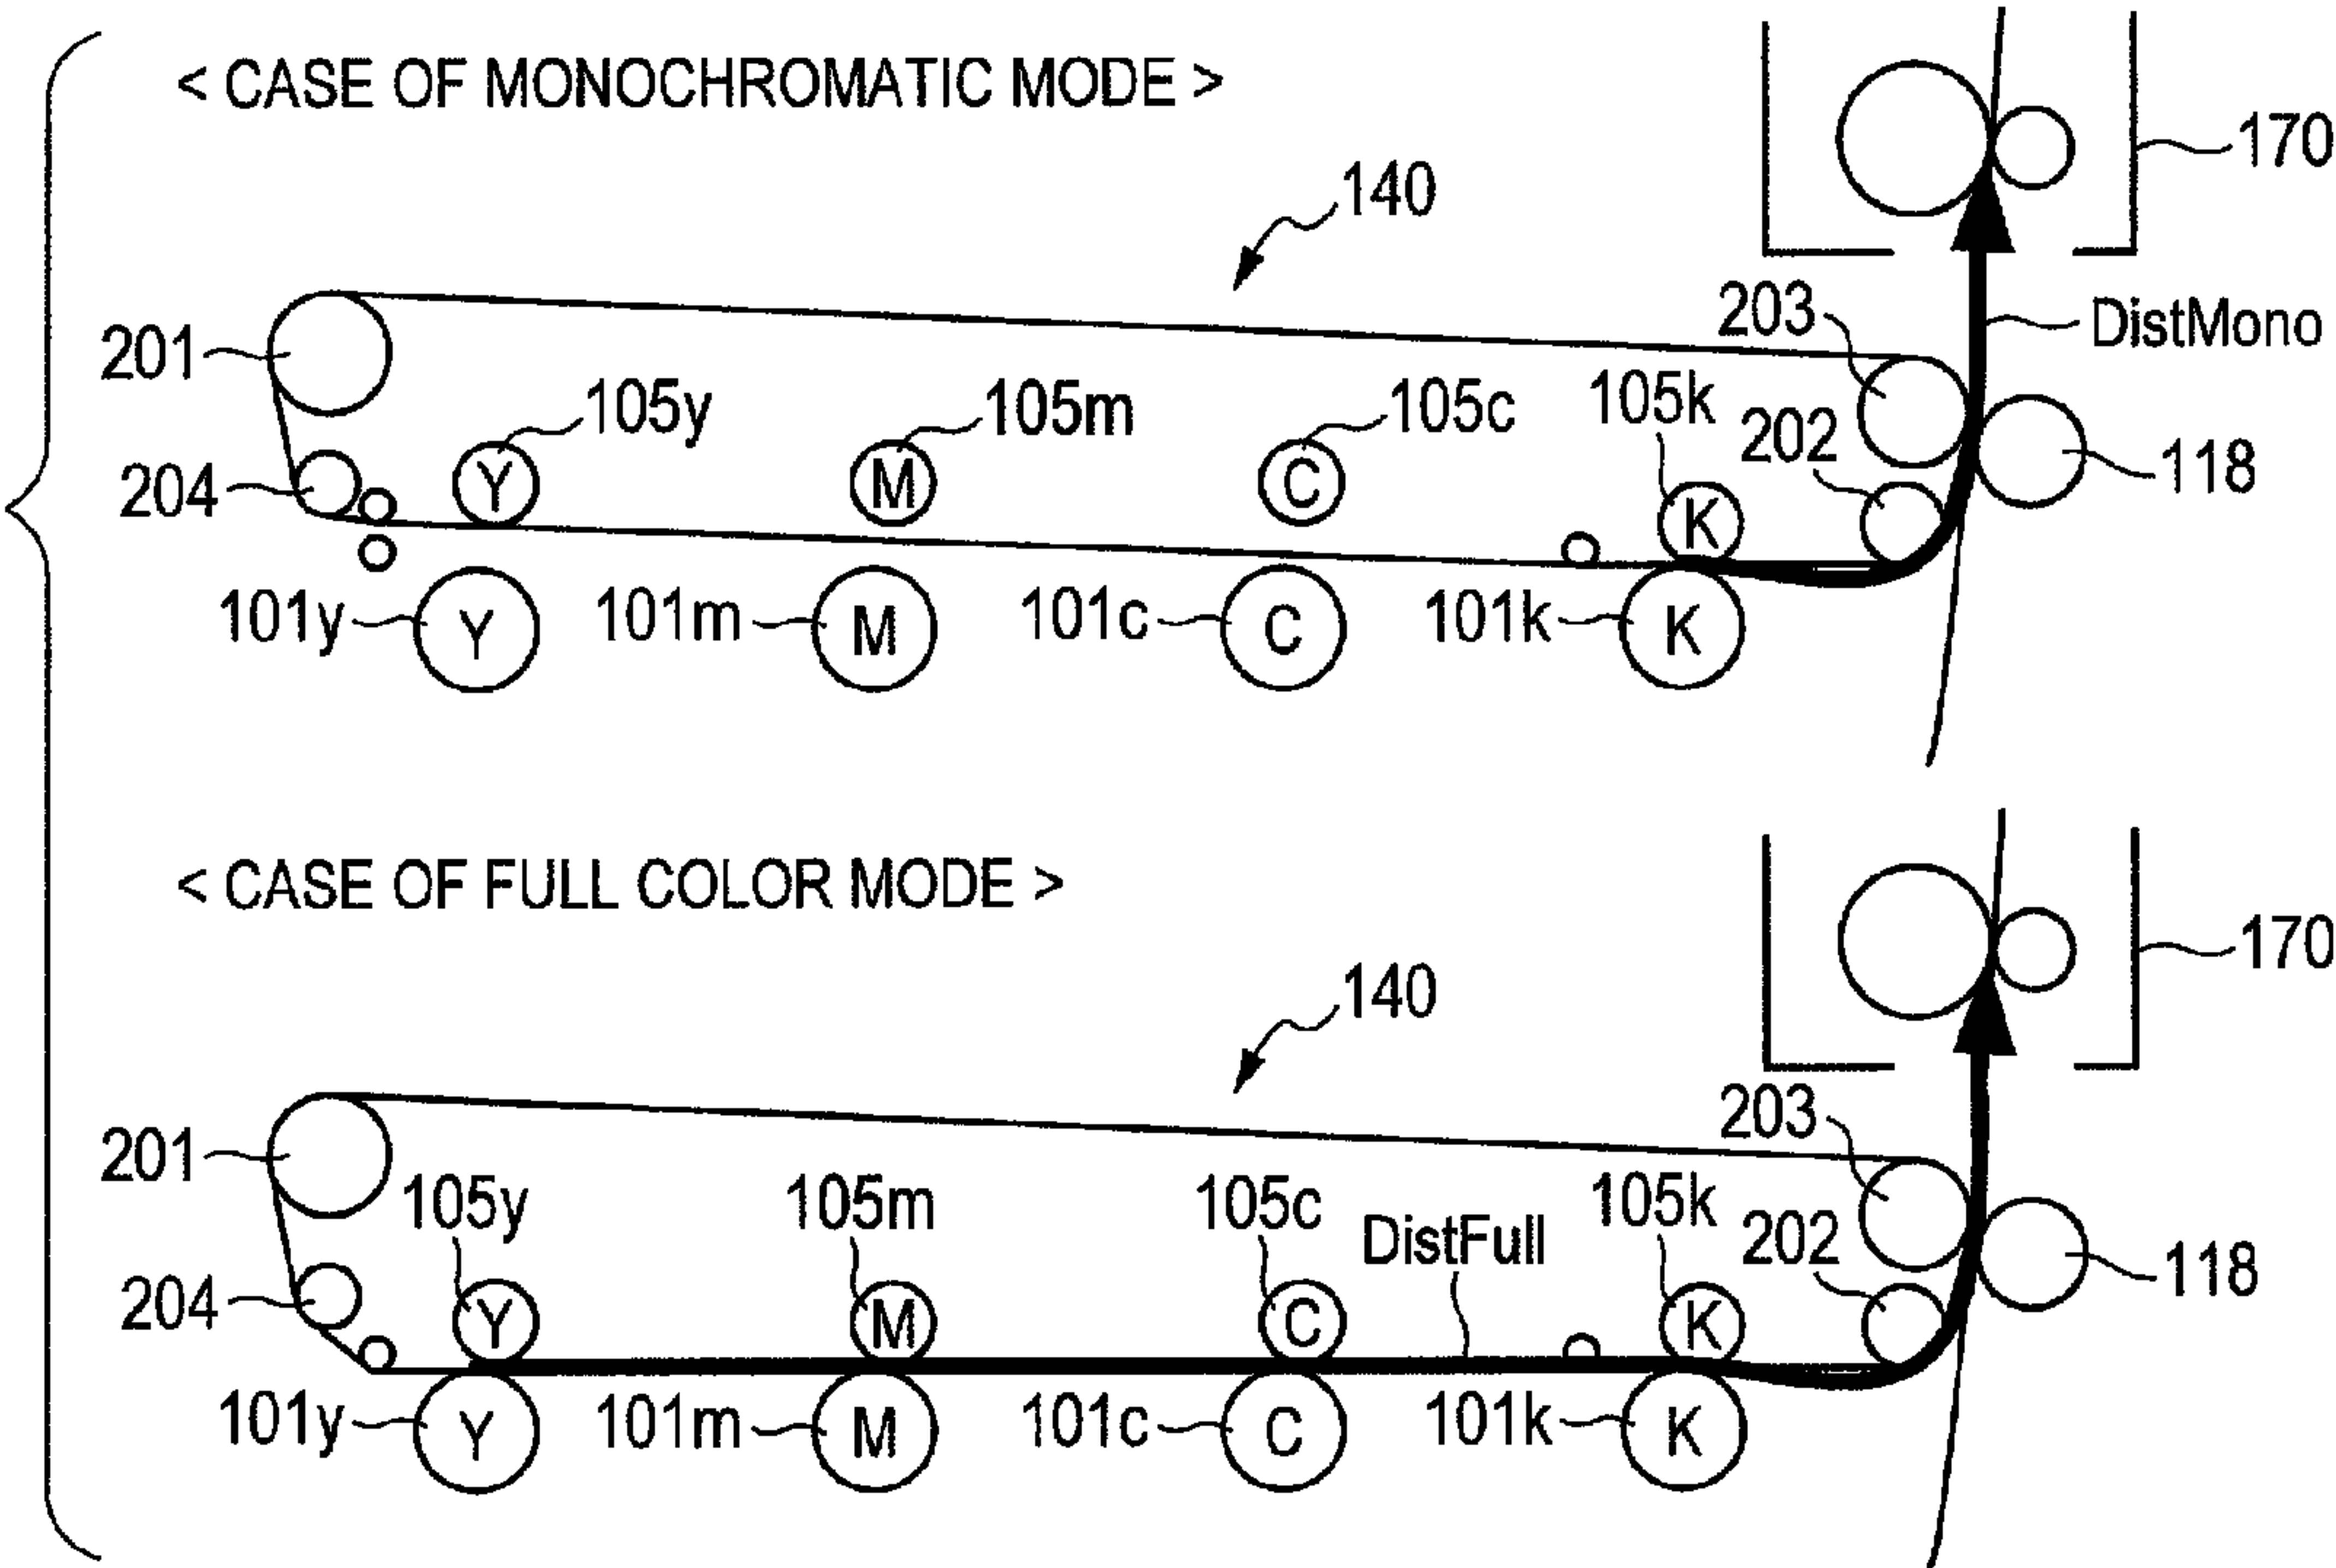 < CASE OF MONOCHROMATIC MODE >
170
140
203
DistMono
201
105y
105m
105c
105k
202
204
118
Y
M
C
K
101y
101m
101c
101k
Y
M
C
K
< CASE OF FULL COLOR MODE >
170
140
203
201
105y
105m
105c
105k
DistFull
202
204
118
Y
M
C
K
101y
101m
101c
101k
Y
M
C
K